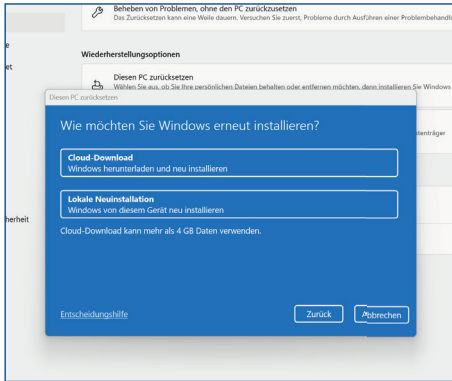 Beheben von Problemen, ohne den PC zurückzusetzen
Das Zurücksetzen kann eine Weile dauern. Versuchen Sie zuerst, Probleme durch Ausführen einer
Wiederherstellungsoptionen
Diesen PC zurücksetzen
Wählen Sie aus, ob Sie Ihre persönlichen Dateien behalten oder entfernen möchten, dann installieren Sie Windows
Diesen PC zurücksetzen
Wie möchten Sie Windows erneut installieren?
Cloud-Download
Windows herunterladen und neu installieren
Lokale Neuinstallation
Windows von diesem Gerät neu installieren
Cloud-Download kann mehr als 4 GB Daten verwenden.
Entscheidungshilfe
Zurück
Abbrechen